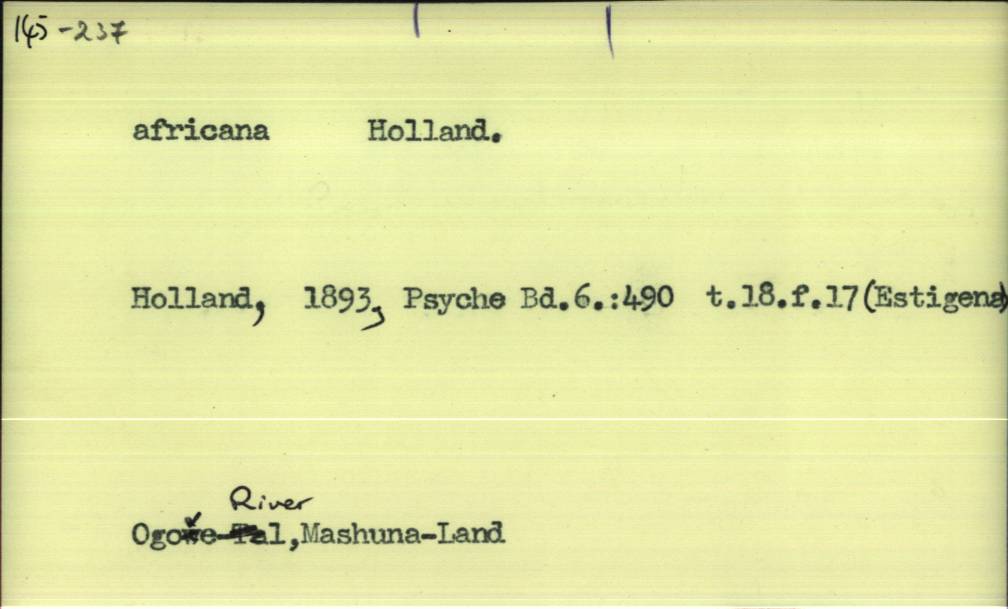 145-237
africana Holland.
Holland, 1893, Psyche Bd.6.:490 t.18.f.17(Estigena)
River
Ogowe-Tal,Mashuna-Land